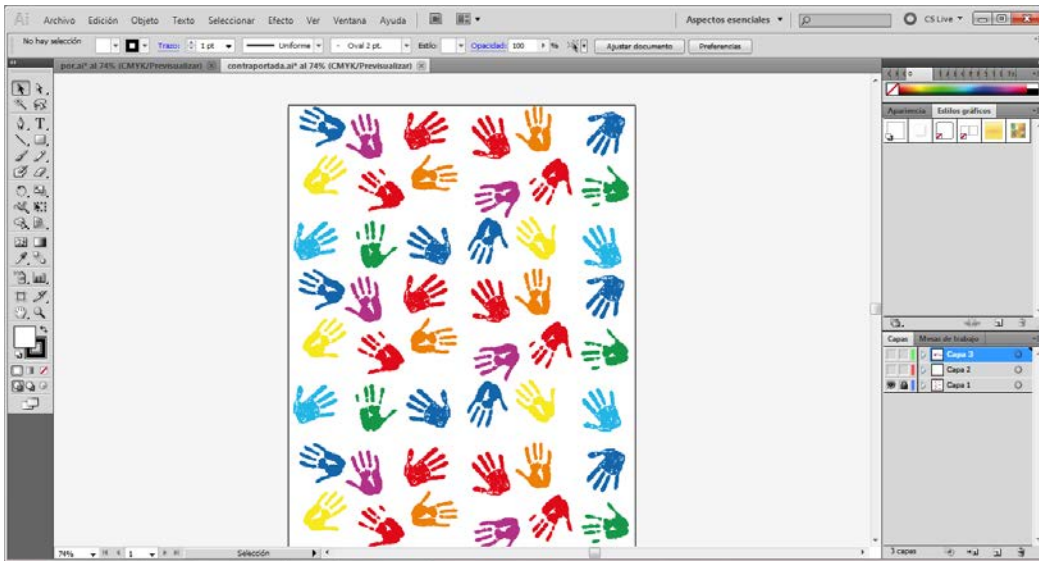 Ai Archivo Edición Objeto Texto Seleccionar Efecto Ver Ventana Ayuda Aspectos esenciales CS Live
No hay selección Trazo: 1 pt Uniforme Oval 2 pt. Estilo: Opacidad: 100 % Ajustar documento Preferencias
por.ai* al 74% (CMYK/Previsualizar) contraportada.ai* al 74% (CMYK/Previsualizar)
Apariencia Estilos gráficos
Capas Mesas de trabajo
Capa 3
Capa 2
Capa 1
74% 1 Selección 3 capas